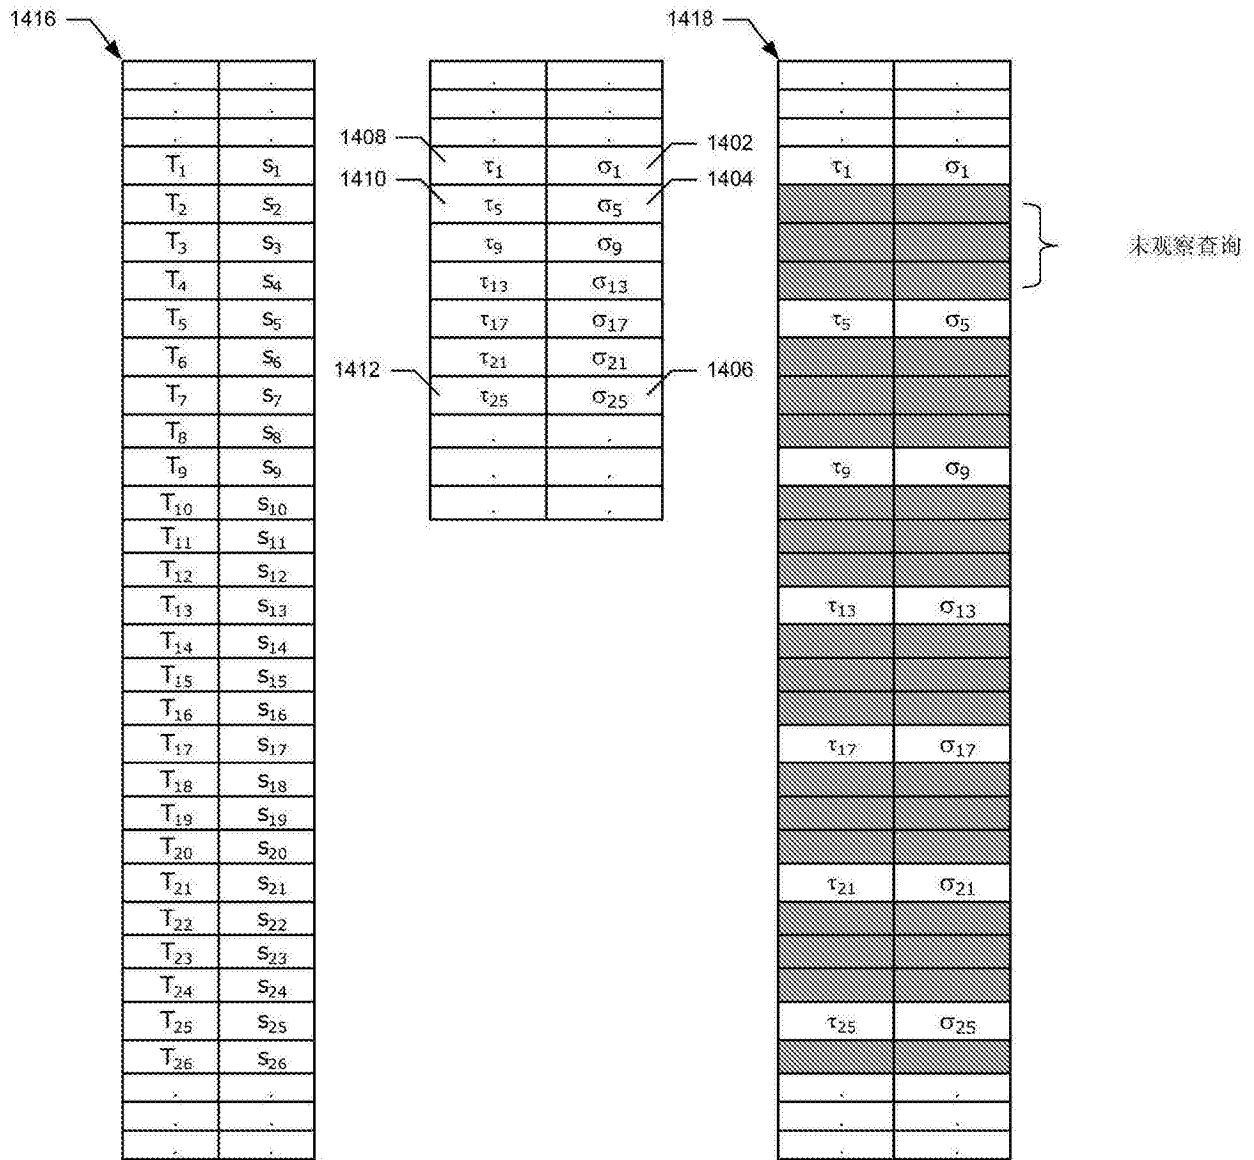 1416 1418
. . . . . .
. . . . . .
. . . . . .
1408 1402
T1 s1 τ1 σ1 τ1 σ1
1410 1404
T2 s2 τ5 σ5
T3 s3 τ9 σ9 未观察查询
T4 s4 τ13 σ13
T5 s5 τ17 σ17 τ5 σ5
T6 s6 τ21 σ21
1412 1406
T7 s7 τ25 σ25
T8 s8 . .
T9 s9 . . τ9 σ9
T10 s10 . .
T11 s11
T12 s12
T13 s13 τ13 σ13
T14 s14
T15 s15
T16 s16
T17 s17 τ17 σ17
T18 s18
T19 s19
T20 s20
T21 s21 τ21 σ21
T22 s22
T23 s23
T24 s24
T25 s25 τ25 σ25
T26 s26
. . . .
. . . .
. . . .